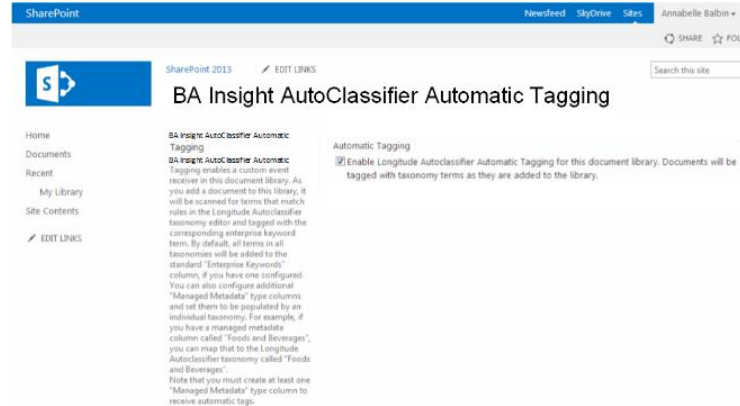 SharePoint
Newsfeed SkyDrive Sites Annabelle Balbin
SHARE FOL
S
SharePoint 2013 EDIT LINKS
Search this site
BA Insight AutoClassifier Automatic Tagging
Home
Documents
Recent
My Library
Site Contents
EDIT LINKS
BA Insight AutoClassifier Automatic
Tagging
BA Insight AutoClassifier Automatic
Tagging enables a custom event
receiver in this document library. As
you add a document to this library, it
will be scanned for terms that match
rules in the Longitude Autoclassifier
taxonomy editor and tagged with the
corresponding enterprise keyword
term. By default, all terms in all
taxonomies will be added to the
standard "Enterprise Keywords"
column, if you have one configured.
You can also configure additional
"Managed Metadata" type columns
and set them to be populated by an
individual taxonomy. For example, if
you have a managed metadata
column called "Foods and Beverages",
you can map that to the Longitude
Autoclassifier taxonomy called "Foods
and Beverages".
Note that you must create at least one
"Managed Metadata" type column to
receive automatic tags.
Automatic Tagging
Enable Longitude Autoclassifier Automatic Tagging for this document library. Documents will be
tagged with taxonomy terms as they are added to the library.